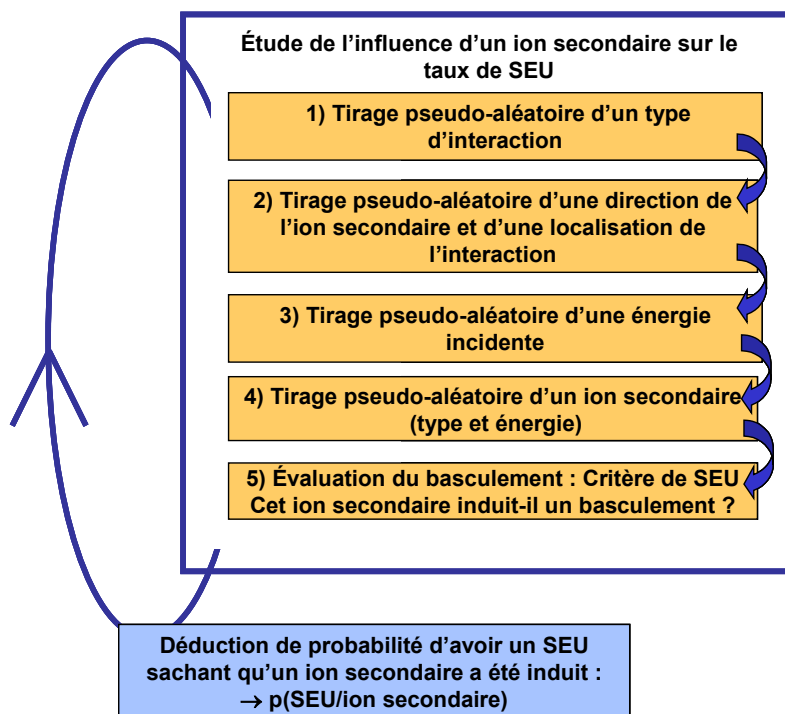 Étude de l’influence d’un ion secondaire sur le
taux de SEU
1) Tirage pseudo-aléatoire d’un type
d’interaction
2) Tirage pseudo-aléatoire d’une direction de
l’ion secondaire et d’une localisation de
l’interaction
3) Tirage pseudo-aléatoire d’une énergie
incidente
4) Tirage pseudo-aléatoire d’un ion secondaire
(type et énergie)
5) Évaluation du basculement : Critère de SEU
Cet ion secondaire induit-il un basculement ?
Déduction de probabilité d’avoir un SEU
sachant qu’un ion secondaire a été induit :
→ p(SEU/ion secondaire)